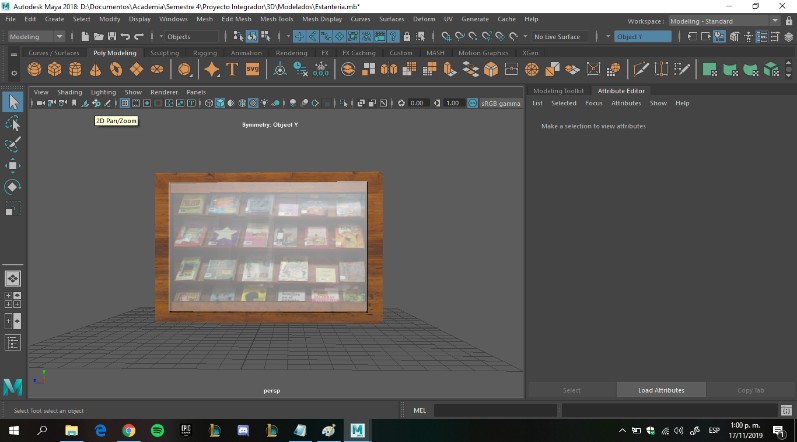 Autodesk Maya 2018: D:\Documentos\Academia\Semestre 4\Proyecto Integrador\3D\Modelados\Estanteria.mb*
File Edit Create Select Modify Display Windows Mesh Edit Mesh Mesh Tools Mesh Display Curves Surfaces Deform UV Generate Cache Help
Workspace : Modeling - Standard
Modeling Objects No Live Surface Object Y
Curves / Surfaces Poly Modeling Sculpting Rigging Animation Rendering FX FX Caching Custom MASH Motion Graphics XGen
T SVG
View Shading Lighting Show Renderer Panels
Modeling Toolkit Attribute Editor
0.00 1.00 sRGB gamma
List Selected Focus Attributes Show Help
2D Pan/Zoom
Symmetry: Object Y
Make a selection to view attributes
persp
Select Load Attributes Copy Tab
Select Tool: select an object
MEL
EPIC
ESP
1:00 p. m.
17/11/2019